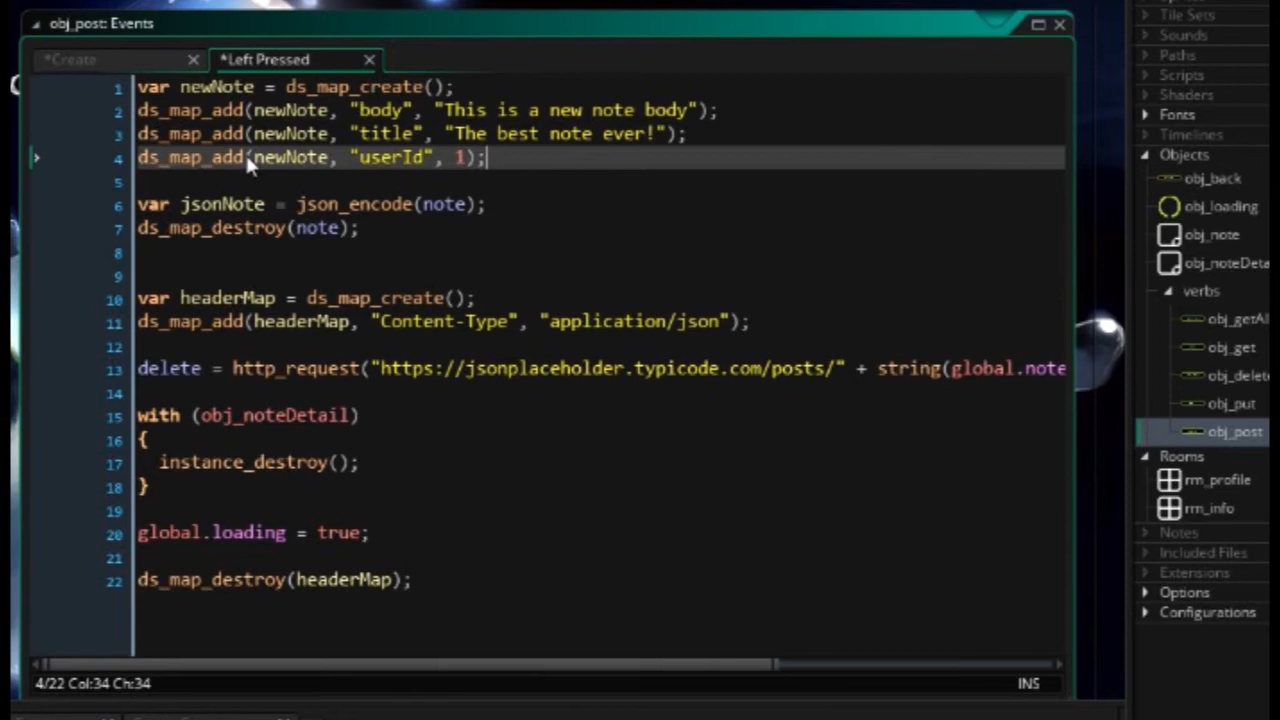 obj_post: Events
*Create
*Left Pressed
1 var newNote = ds_map_create();
2 ds_map_add(newNote, "body", "This is a new note body");
3 ds_map_add(newNote, "title", "The best note ever!");
4 ds_map_add(newNote, "userId", 1);
5
6 var jsonNote = json_encode(note);
7 ds_map_destroy(note);
8
9
10 var headerMap = ds_map_create();
11 ds_map_add(headerMap, "Content-Type", "application/json");
12
13 delete = http_request("https://jsonplaceholder.typicode.com/posts/" + string(global.note
14
15 with (obj_noteDetail)
16 {
17 instance_destroy();
18 }
19
20 global.loading = true;
21
22 ds_map_destroy(headerMap);
4/22 Col:34 Ch:34
INS
Tile Sets
Sounds
Paths
Scripts
Shaders
Fonts
Timelines
Objects
obj_back
obj_loading
obj_note
obj_noteDeta
verbs
obj_getAl
obj_get
obj_delete
obj_put
obj_post
Rooms
rm_profile
rm_info
Notes
Included Files
Extensions
Options
Configurations